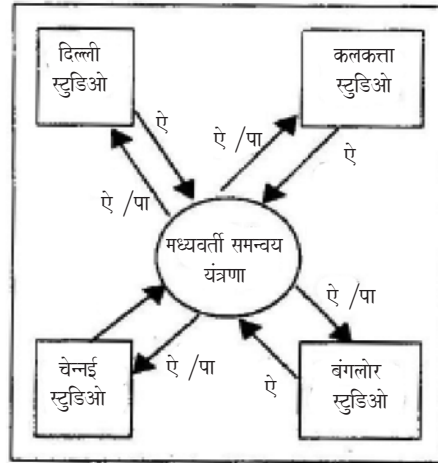 दिल्ली
स्टुडिओ
कलकत्ता
स्टुडिओ
ऐ
ऐ /पा
ऐ
ऐ /पा
मध्यवर्ती समन्वय
यंत्रणा
ऐ /पा
चेन्नई
स्टुडिओ
ऐ /पा
ऐ
बंगलोर
स्टुडिओ